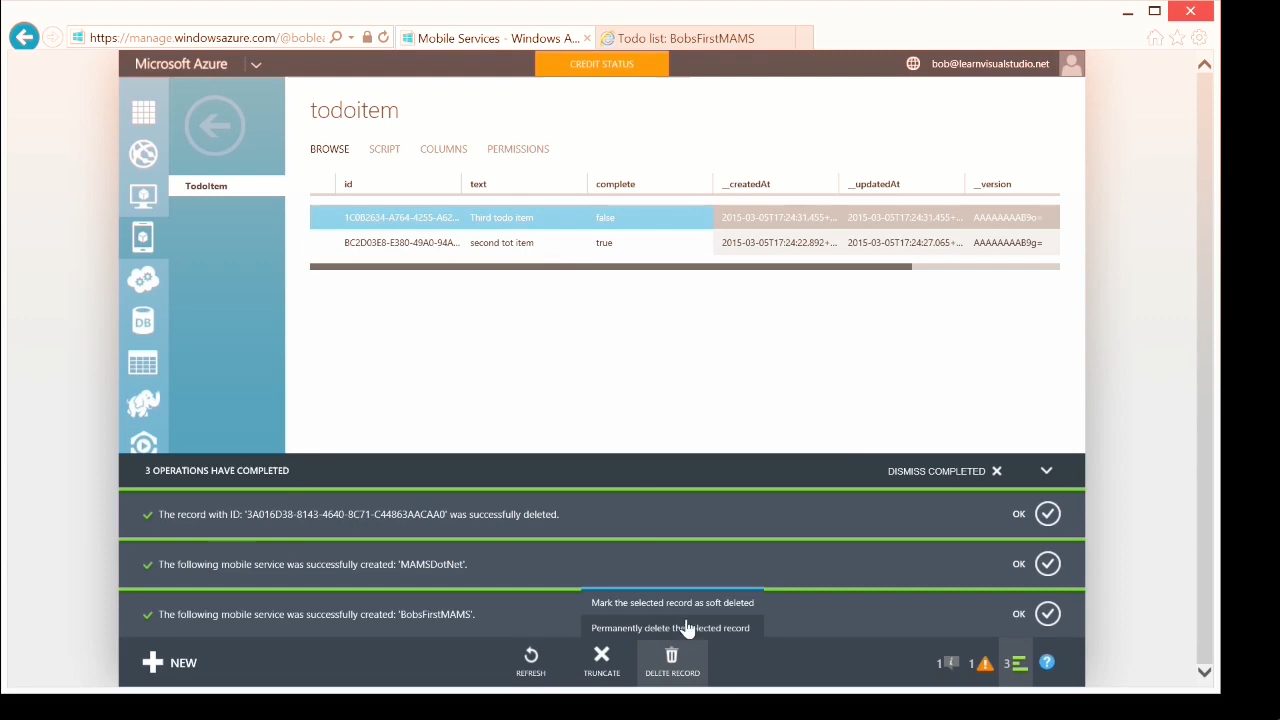 https://manage.windowsazure.com/@boblea
Mobile Services - Windows A...
Todo list: BobsFirstMAMS
Microsoft Azure
CREDIT STATUS
bob@learnvisualstudio.net
todoitem
BROWSE SCRIPT COLUMNS PERMISSIONS
TodoItem
id text complete __createdAt __updatedAt __version
1C0B2634-A764-4255-A62... Third todo item false 2015-03-05T17:24:31.455+... 2015-03-05T17:24:31.455+... AAAAAAAAB9o=
BC2D03E8-E380-49A0-94A... second tot item true 2015-03-05T17:24:22.892+... 2015-03-05T17:24:27.065+... AAAAAAAAB9g=
DB
3 OPERATIONS HAVE COMPLETED
DISMISS COMPLETED
The record with ID: '3A016D38-8143-4640-8C71-C44863AACAA0' was successfully deleted.
OK
The following mobile service was successfully created: 'MAMSDotNet'.
OK
Mark the selected record as soft deleted
The following mobile service was successfully created: 'BobsFirstMAMS'.
OK
Permanently delete the selected record
NEW
REFRESH
TRUNCATE
DELETE RECORD
1
1
3
?